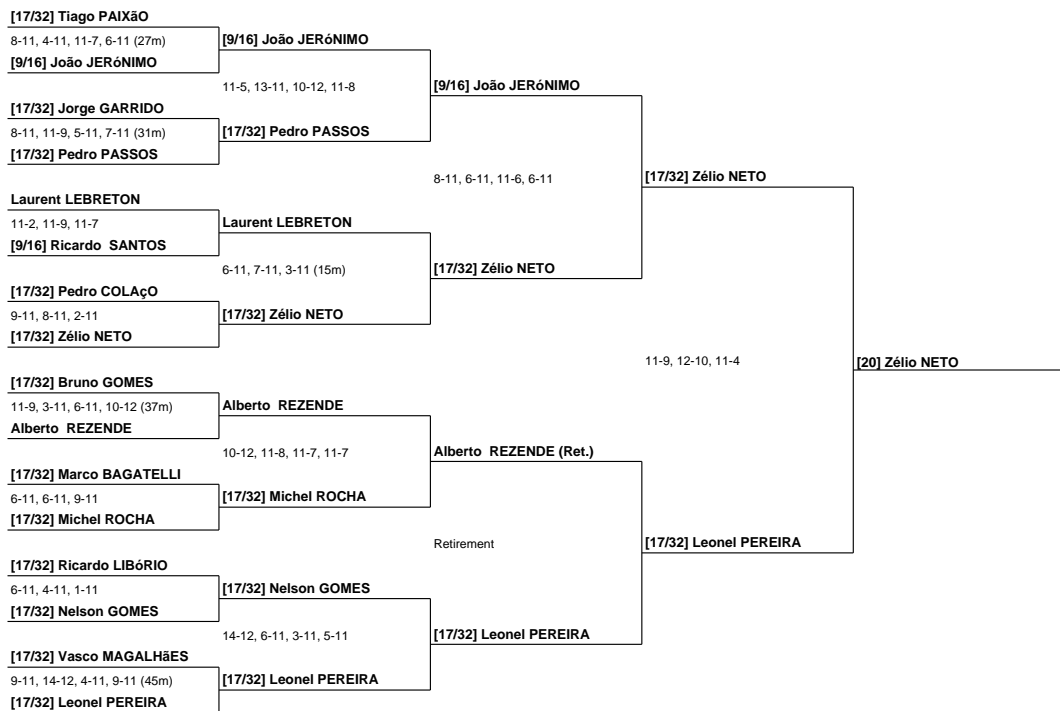 [17/32] Tiago PAIXãO
8-11, 4-11, 11-7, 6-11 (27m)
[9/16] João JERóNIMO
[9/16] João JERóNIMO
11-5, 13-11, 10-12, 11-8
[9/16] João JERóNIMO
[17/32] Jorge GARRIDO
8-11, 11-9, 5-11, 7-11 (31m)
[17/32] Pedro PASSOS
[17/32] Pedro PASSOS
8-11, 6-11, 11-6, 6-11
[17/32] Zélio NETO
Laurent LEBRETON
11-2, 11-9, 11-7
[9/16] Ricardo SANTOS
Laurent LEBRETON
6-11, 7-11, 3-11 (15m)
[17/32] Zélio NETO
[17/32] Pedro COLAçO
9-11, 8-11, 2-11
[17/32] Zélio NETO
[17/32] Zélio NETO
11-9, 12-10, 11-4
[20] Zélio NETO
[17/32] Bruno GOMES
11-9, 3-11, 6-11, 10-12 (37m)
Alberto REZENDE
Alberto REZENDE
10-12, 11-8, 11-7, 11-7
Alberto REZENDE (Ret.)
[17/32] Marco BAGATELLI
6-11, 6-11, 9-11
[17/32] Michel ROCHA
[17/32] Michel ROCHA
Retirement
[17/32] Leonel PEREIRA
[17/32] Ricardo LIBóRIO
6-11, 4-11, 1-11
[17/32] Nelson GOMES
[17/32] Nelson GOMES
14-12, 6-11, 3-11, 5-11
[17/32] Leonel PEREIRA
[17/32] Vasco MAGALHãES
9-11, 14-12, 4-11, 9-11 (45m)
[17/32] Leonel PEREIRA
[17/32] Leonel PEREIRA